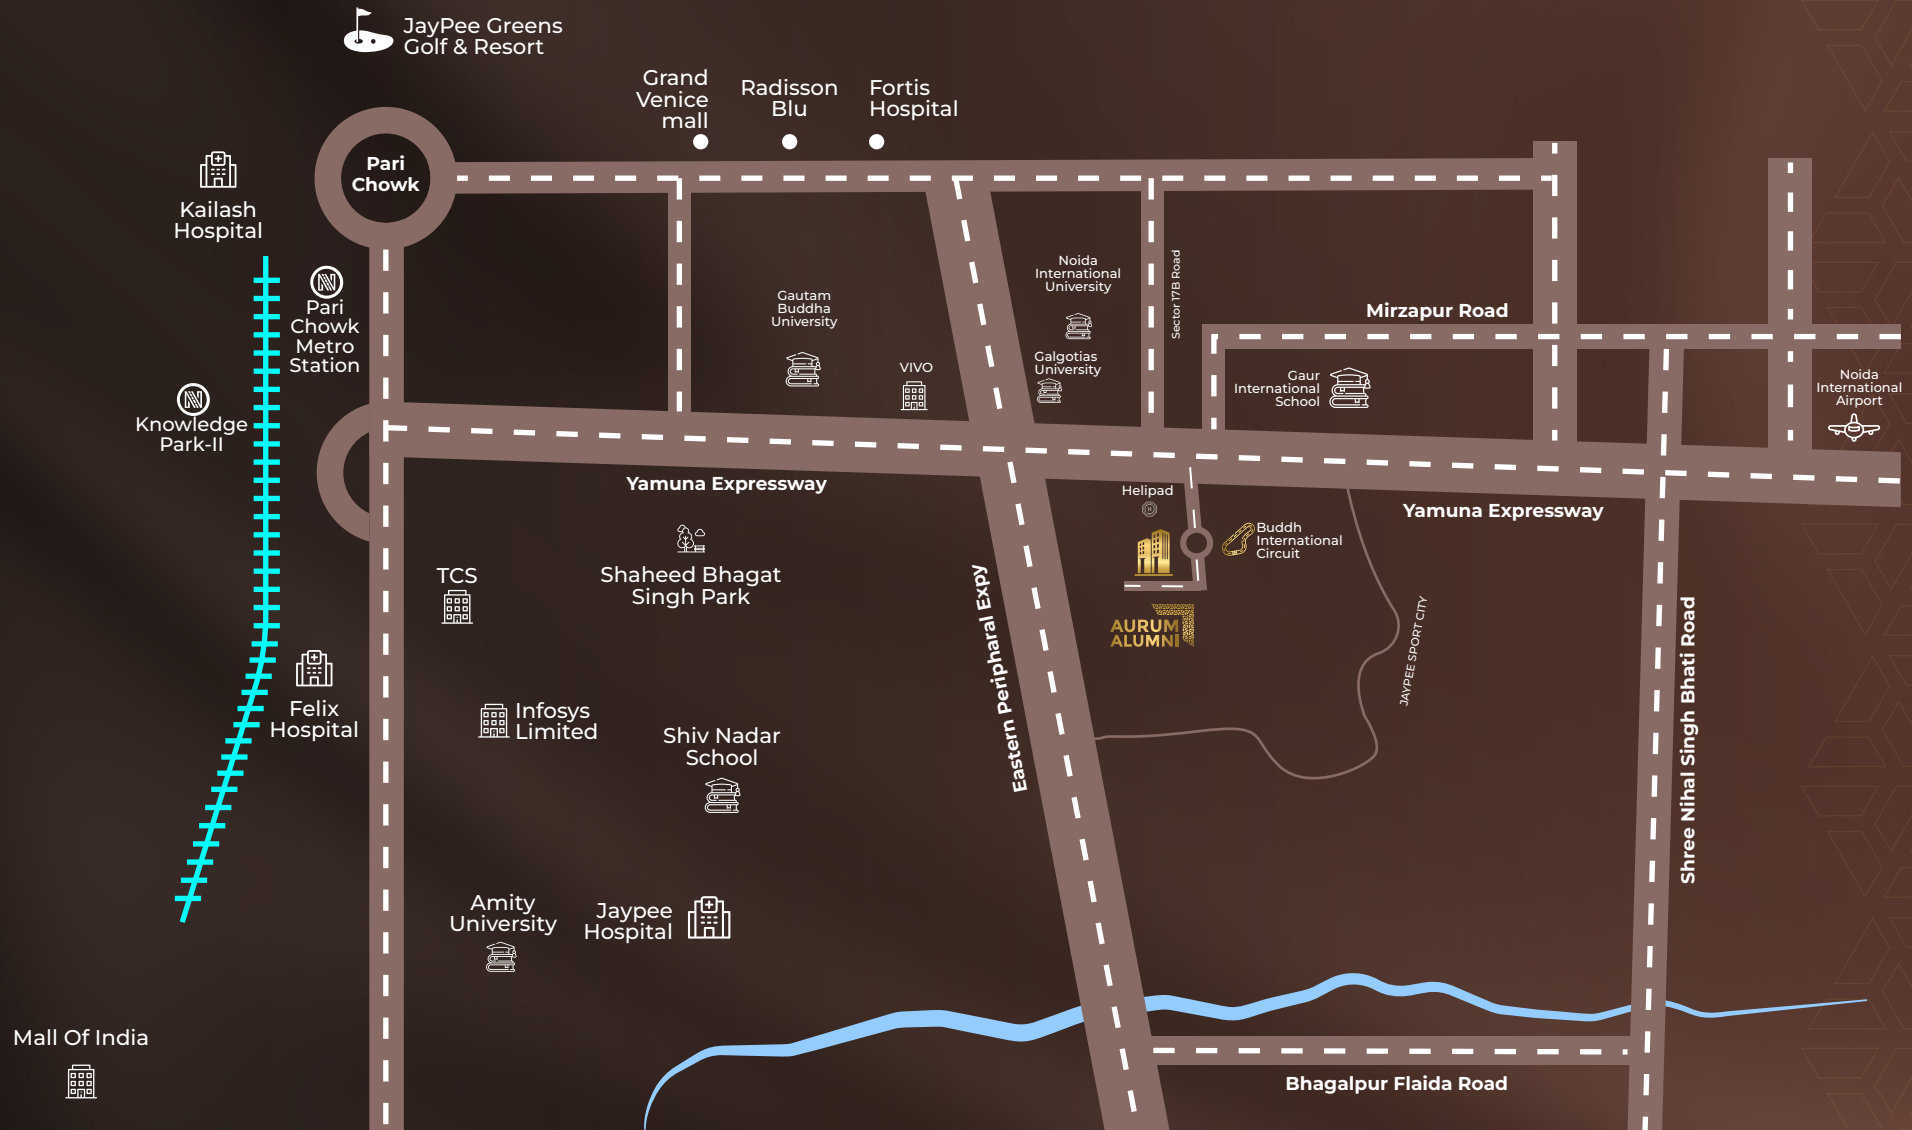 JayPee Greens
Golf & Resort
Grand
Venice
mall
Radisson
Blu
Fortis
Hospital
Pari
Chowk
Kailash
Hospital
Pari
Chowk
Metro
Station
Knowledge
Park-II
Gautam
Buddha
University
VIVO
Noida
International
University
Galgotias
University
Sector 17B Road
Mirzapur Road
Gaur
International
School
Noida
International
Airport
Yamuna Expressway
Yamuna Expressway
Helipad
H
Buddh
International
Circuit
AURUM
ALUMNI
TCS
Shaheed Bhagat
Singh Park
Eastern Peripharal Expy
JAYPEE SPORT CITY
Shree Nihal Singh Bhati Road
Felix
Hospital
Infosys
Limited
Shiv Nadar
School
Amity
University
Jaypee
Hospital
Mall Of India
Bhagalpur Flaida Road